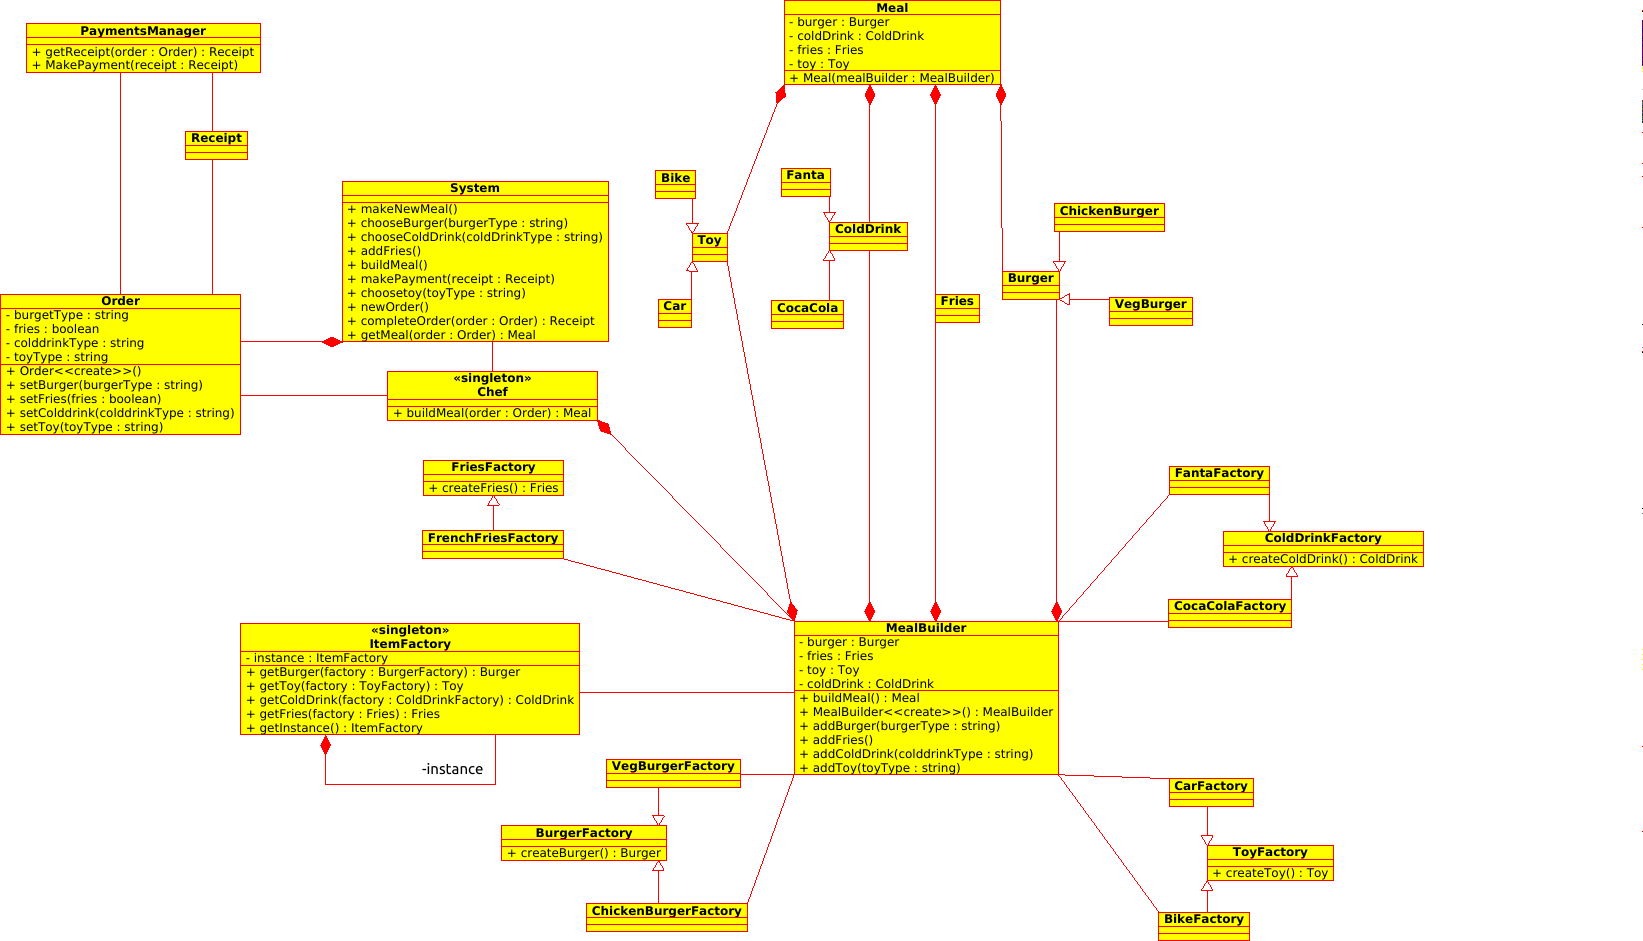 PaymentsManager
+ getReceipt(order : Order) : Receipt
+ MakePayment(receipt : Receipt)
Receipt
Meal
- burger : Burger
- coldDrink : ColdDrink
- fries : Fries
- toy : Toy
+ Meal(mealBuilder : MealBuilder)
System
+ makeNewMeal()
+ chooseBurger(burgerType : string)
+ chooseColdDrink(coldDrinkType : string)
+ addFries()
+ buildMeal()
+ makePayment(receipt : Receipt)
+ choosetoy(toyType : string)
+ newOrder()
+ completeOrder(order : Order) : Receipt
+ getMeal(order : Order) : Meal
Bike
Toy
Car
Fanta
ColdDrink
CocaCola
Fries
ChickenBurger
Burger
VegBurger
Order
- burgetType : string
- fries : boolean
- colddrinkType : string
- toyType : string
+ Order<<create>>()
+ setBurger(burgerType : string)
+ setFries(fries : boolean)
+ setColddrink(colddrinkType : string)
+ setToy(toyType : string)
«singleton»
Chef
+ buildMeal(order : Order) : Meal
FriesFactory
+ createFries() : Fries
FrenchFriesFactory
FantaFactory
ColdDrinkFactory
+ createColdDrink() : ColdDrink
CocaColaFactory
«singleton»
ItemFactory
- instance : ItemFactory
+ getBurger(factory : BurgerFactory) : Burger
+ getToy(factory : ToyFactory) : Toy
+ getColdDrink(factory : ColdDrinkFactory) : ColdDrink
+ getFries(factory : Fries) : Fries
+ getInstance() : ItemFactory
-instance
MealBuilder
- burger : Burger
- fries : Fries
- toy : Toy
- coldDrink : ColdDrink
+ buildMeal() : Meal
+ MealBuilder<<create>>() : MealBuilder
+ addBurger(burgerType : string)
+ addFries()
+ addColdDrink(colddrinkType : string)
+ addToy(toyType : string)
VegBurgerFactory
BurgerFactory
+ createBurger() : Burger
ChickenBurgerFactory
CarFactory
ToyFactory
+ createToy() : Toy
BikeFactory